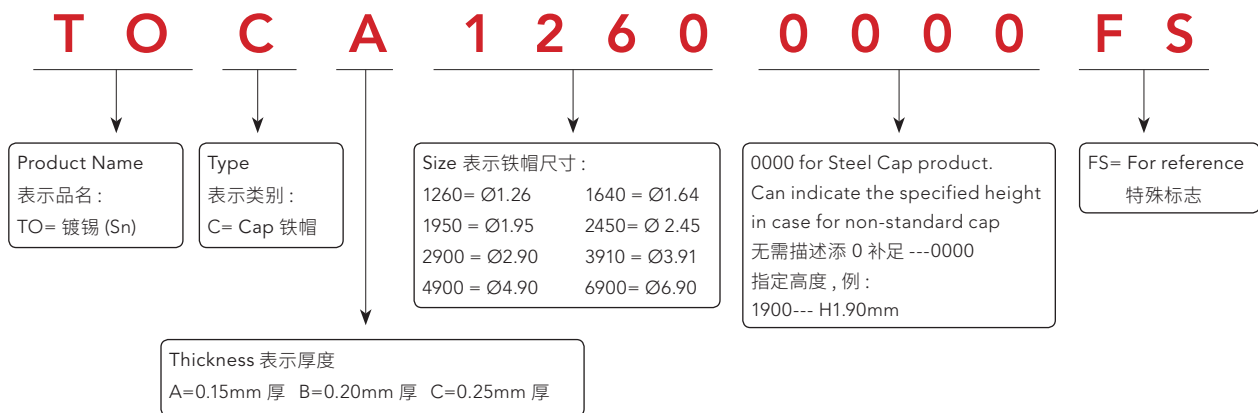 T O C A 1 2 6 0 0 0 0 0 F S
Product Name
表示品名 :
TO= 镀锡 (Sn)
Type
表示类别 :
C= Cap 铁帽
Size 表示铁帽尺寸 :
1260= Ø1.26 1640 = Ø1.64
1950 = Ø1.95 2450= Ø 2.45
2900 = Ø2.90 3910 = Ø3.91
4900 = Ø4.90 6900= Ø6.90
0000 for Steel Cap product.
Can indicate the specified height
in case for non-standard cap
无需描述添 0 补足 ---0000
指定高度 , 例 :
1900--- H1.90mm
FS= For reference
特殊标志
Thickness 表示厚度
A=0.15mm 厚 B=0.20mm 厚 C=0.25mm 厚